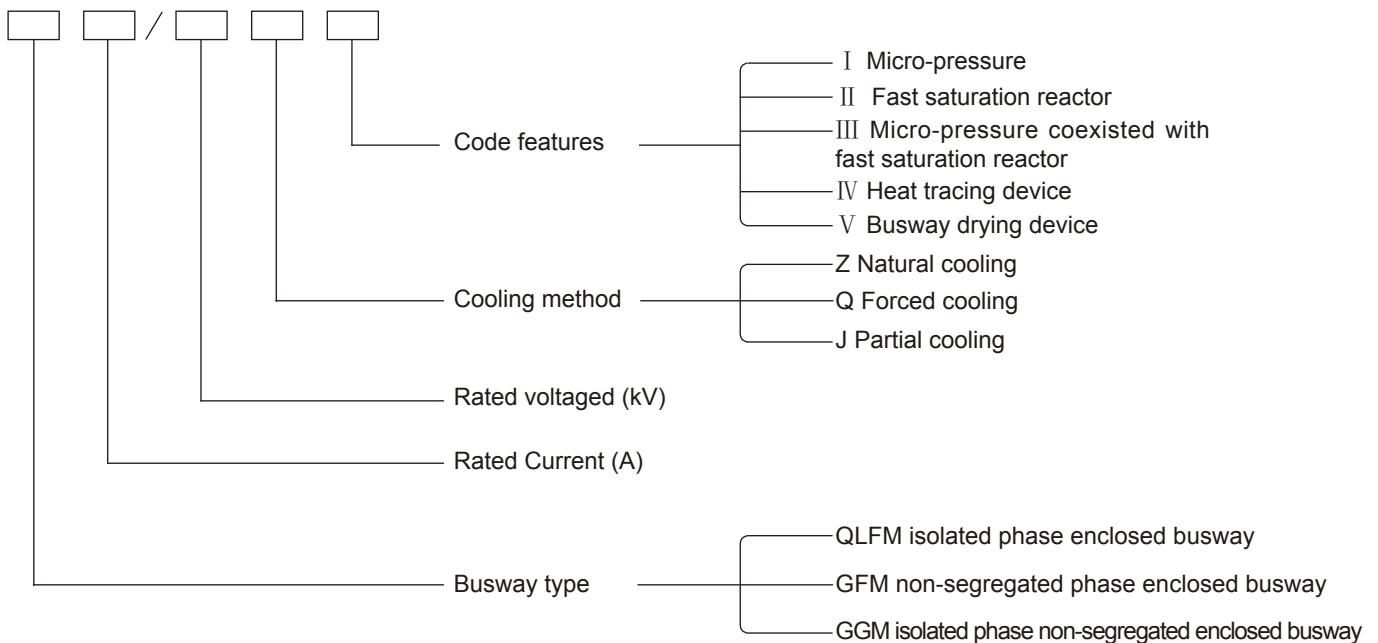 /
Ⅰ Micro-pressure
Ⅱ Fast saturation reactor
Code features
Ⅲ Micro-pressure coexisted with
fast saturation reactor
Ⅳ Heat tracing device
Ⅴ Busway drying device
Z Natural cooling
Cooling method
Q Forced cooling
J Partial cooling
Rated voltaged (kV)
Rated Current (A)
QLFM isolated phase enclosed busway
Busway type
GFM non-segregated phase enclosed busway
GGM isolated phase non-segregated enclosed busway